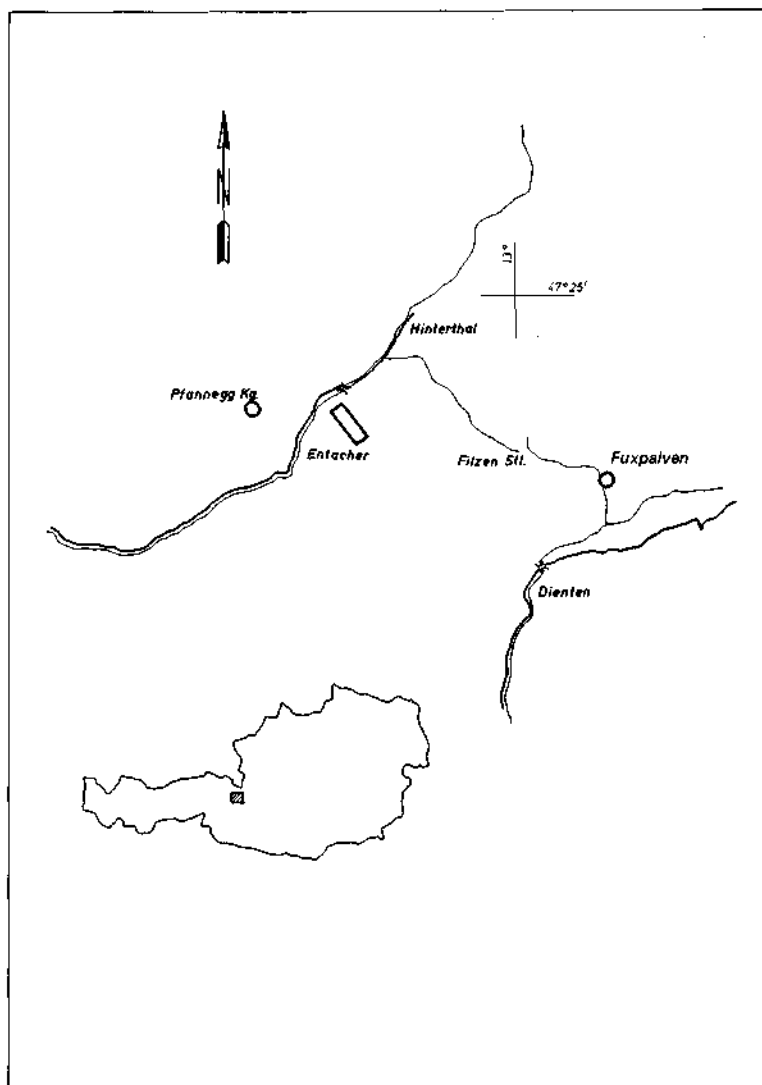 N
13°
47°25'
Hinterthal
Pfannegg Kg.
Entacher
Filzen Stl.
Fuxpalven
Dienten